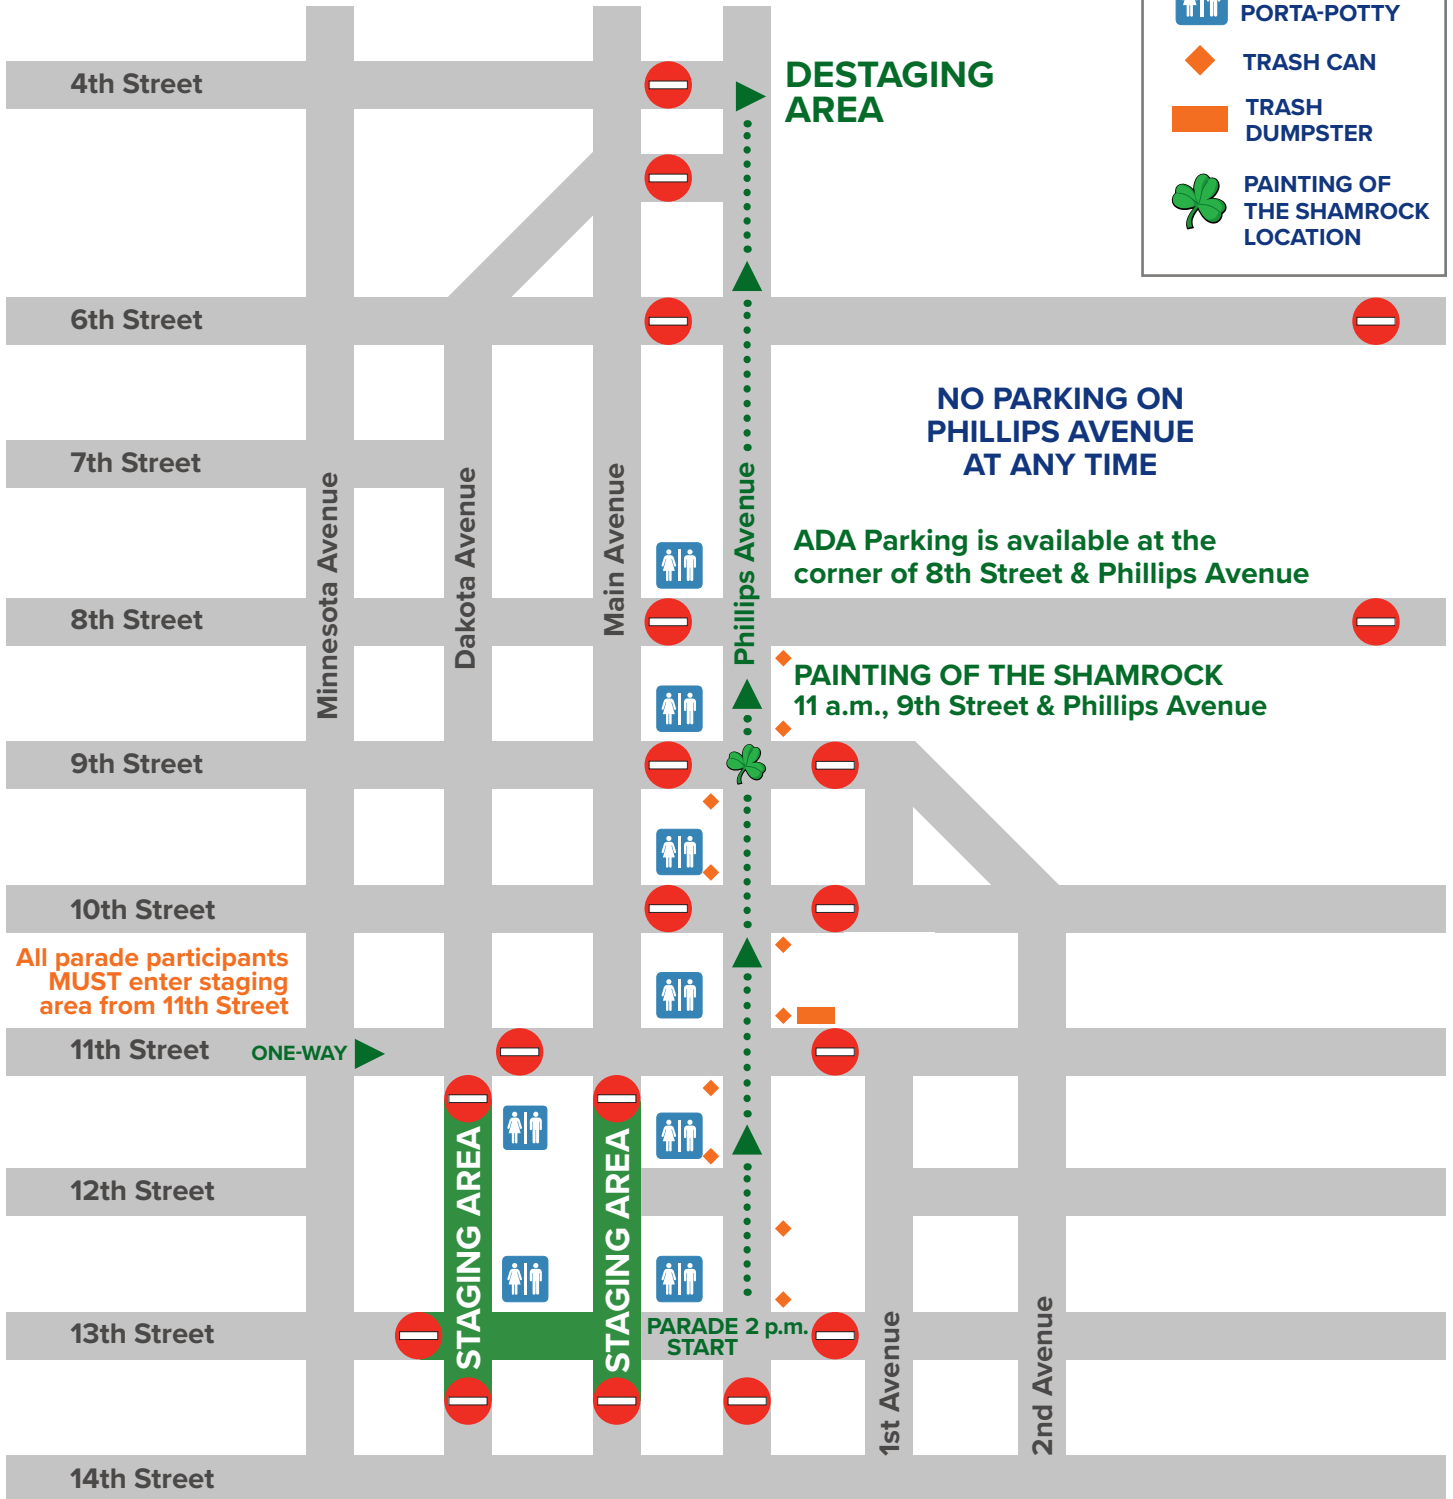 PORTA-POTTY
TRASH CAN
TRASH
DUMPSTER
PAINTING OF
THE SHAMROCK
LOCATION
4th Street
DESTAGING
AREA
6th Street
NO PARKING ON
PHILLIPS AVENUE
AT ANY TIME
7th Street
Minnesota Avenue
Dakota Avenue
Main Avenue
Phillips Avenue
ADA Parking is available at the
corner of 8th Street & Phillips Avenue
8th Street
PAINTING OF THE SHAMROCK
11 a.m., 9th Street & Phillips Avenue
9th Street
10th Street
All parade participants
MUST enter staging
area from 11th Street
11th Street
ONE-WAY
STAGING AREA
STAGING AREA
12th Street
13th Street
PARADE 2 p.m.
START
1st Avenue
2nd Avenue
14th Street